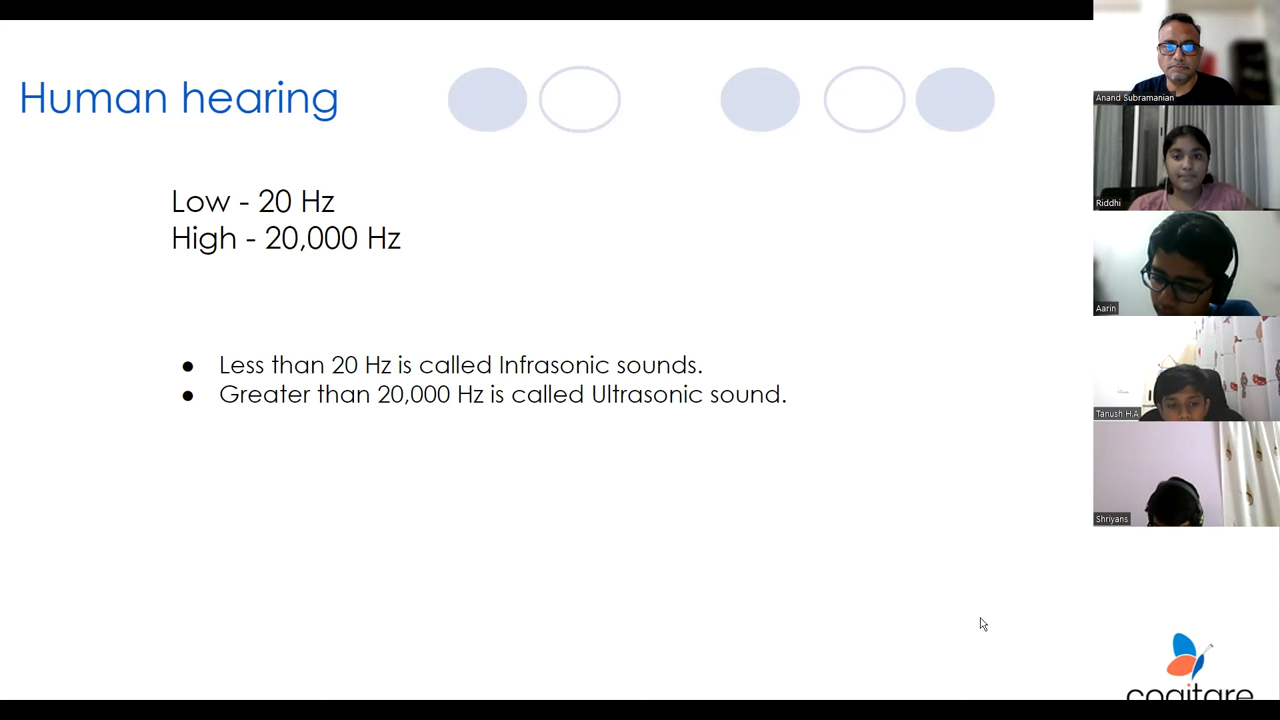 Human hearing
Low - 20 Hz
High - 20,000 Hz
● Less than 20 Hz is called Infrasonic sounds.
● Greater than 20,000 Hz is called Ultrasonic sound.
Anand Subramanian
Riddhi
Aarin
Tanush H.A
Shriyans
cogitare